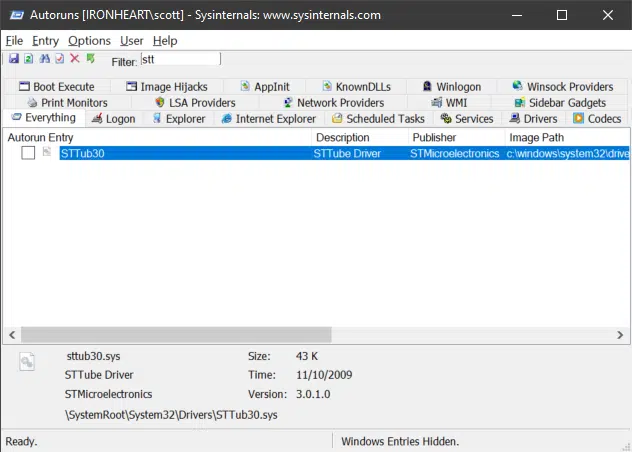 Autoruns [IRONHEART\scott] - Sysinternals: www.sysinternals.com
File Entry Options User Help
Filter: stt
Boot Execute Image Hijacks AppInit KnownDLLs Winlogon Winsock Providers
Print Monitors LSA Providers Network Providers WMI Sidebar Gadgets
Everything Logon Explorer Internet Explorer Scheduled Tasks Services Drivers Codecs
Autorun Entry Description Publisher Image Path
STTub30 STTube Driver STMicroelectronics c:\windows\system32\drive
sttub30.sys Size: 43 K
STTube Driver Time: 11/10/2009
STMicroelectronics Version: 3.0.1.0
\SystemRoot\System32\Drivers\STTub30.sys
Ready. Windows Entries Hidden.